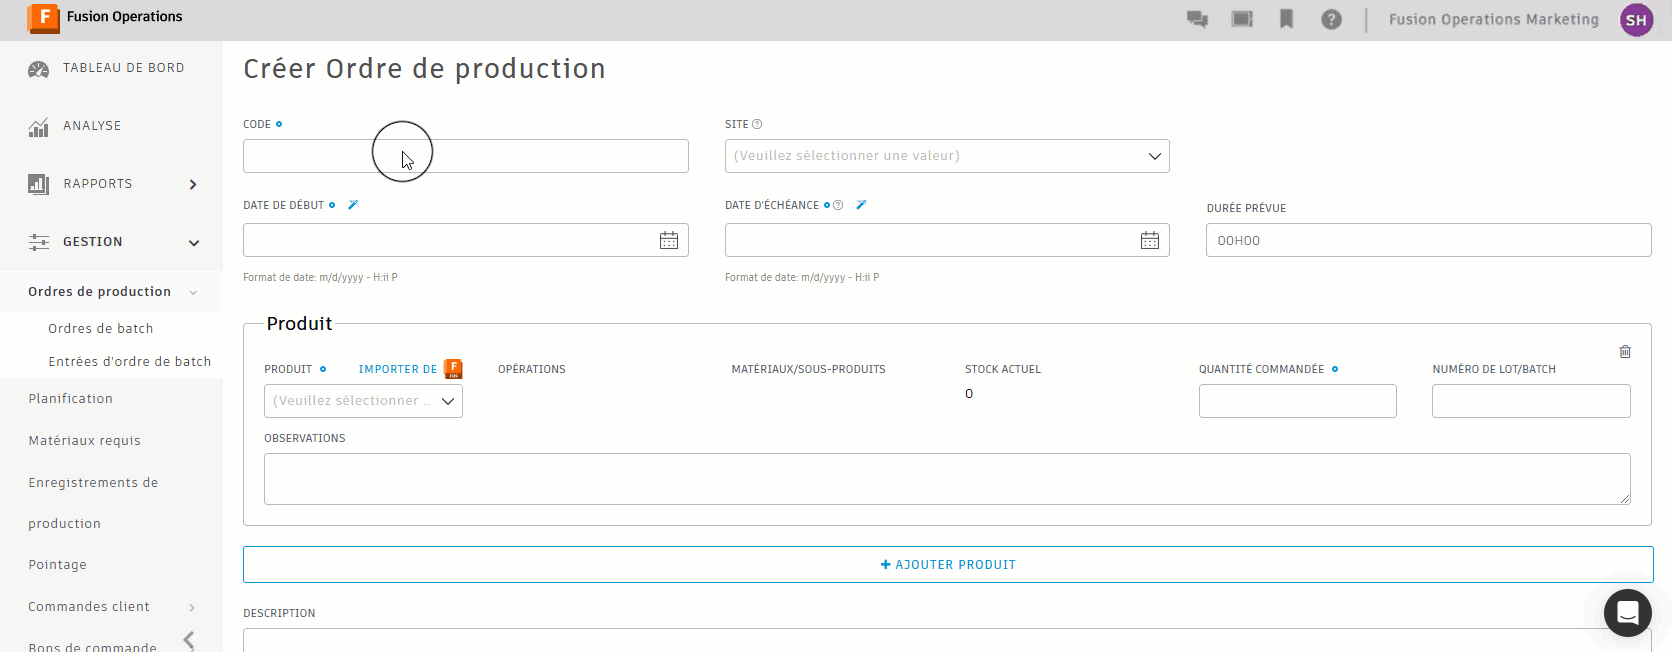 F Fusion Operations
Fusion Operations Marketing SH
TABLEAU DE BORD
ANALYSE
RAPPORTS
GESTION
Ordres de production
Ordres de batch
Entrées d'ordre de batch
Planification
Matériaux requis
Enregistrements de
production
Pointage
Commandes client
Bons de commande
Créer Ordre de production
CODE
SITE
(Veuillez sélectionner une valeur)
DATE DE DÉBUT
DATE D'ÉCHÉANCE
DURÉE PRÉVUE
00H00
Format de date: m/d/yyyy - H:ii P
Format de date: m/d/yyyy - H:ii P
Produit
PRODUIT IMPORTER DE F FUS
OPÉRATIONS
MATÉRIAUX/SOUS-PRODUITS
STOCK ACTUEL
QUANTITÉ COMMANDÉE
NUMÉRO DE LOT/BATCH
(Veuillez sélectionner ...
0
OBSERVATIONS
+ AJOUTER PRODUIT
DESCRIPTION